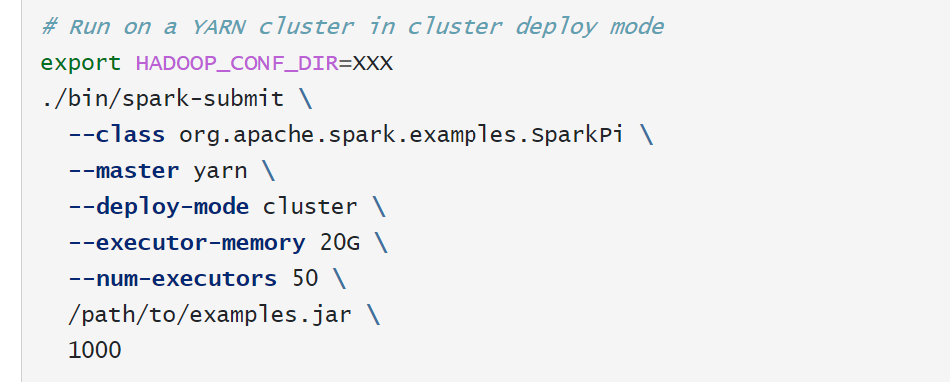 # Run on a YARN cluster in cluster deploy mode
export HADOOP_CONF_DIR=XXX
./bin/spark-submit \
  --class org.apache.spark.examples.SparkPi \
  --master yarn \
  --deploy-mode cluster \
  --executor-memory 20G \
  --num-executors 50 \
  /path/to/examples.jar \
  1000